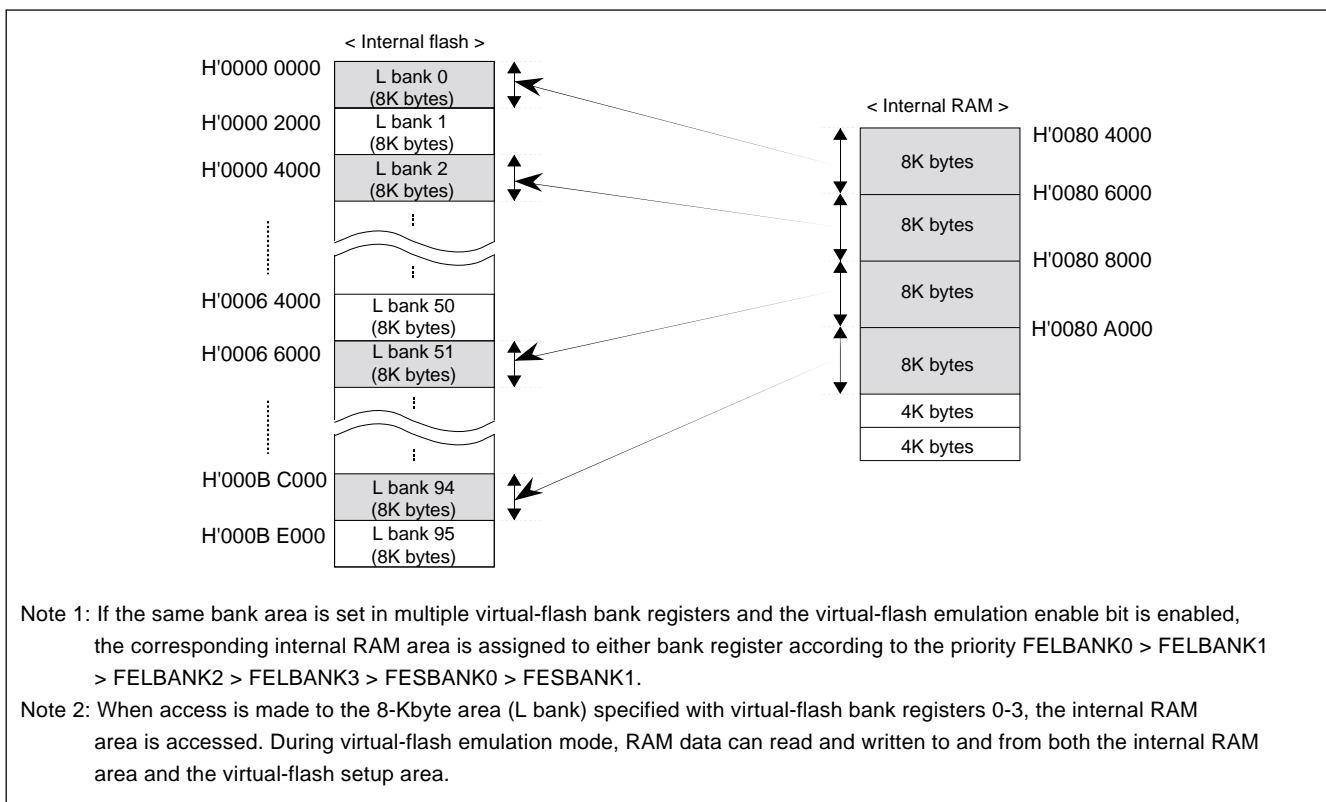 < Internal flash >
H'0000 0000
L bank 0
(8K bytes)
H'0000 2000
L bank 1
(8K bytes)
H'0000 4000
L bank 2
(8K bytes)
H'0006 4000
L bank 50
(8K bytes)
H'0006 6000
L bank 51
(8K bytes)
H'000B C000
L bank 94
(8K bytes)
H'000B E000
L bank 95
(8K bytes)
< Internal RAM >
H'0080 4000
8K bytes
H'0080 6000
8K bytes
H'0080 8000
8K bytes
H'0080 A000
8K bytes
4K bytes
4K bytes
Note 1: If the same bank area is set in multiple virtual-flash bank registers and the virtual-flash emulation enable bit is enabled,
the corresponding internal RAM area is assigned to either bank register according to the priority FELBANK0 > FELBANK1
> FELBANK2 > FELBANK3 > FESBANK0 > FESBANK1.
Note 2: When access is made to the 8-Kbyte area (L bank) specified with virtual-flash bank registers 0-3, the internal RAM
area is accessed. During virtual-flash emulation mode, RAM data can read and written to and from both the internal RAM
area and the virtual-flash setup area.